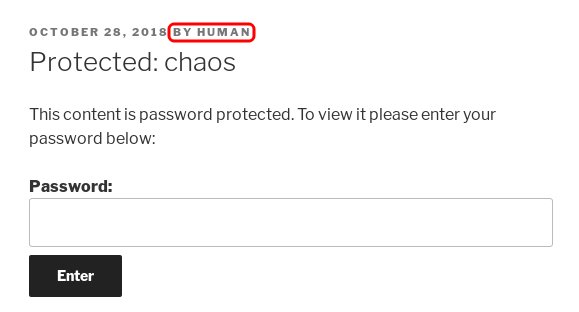 OCTOBER 28, 2018 BY HUMAN
Protected: chaos
This content is password protected. To view it please enter your
password below:
Password:
Enter